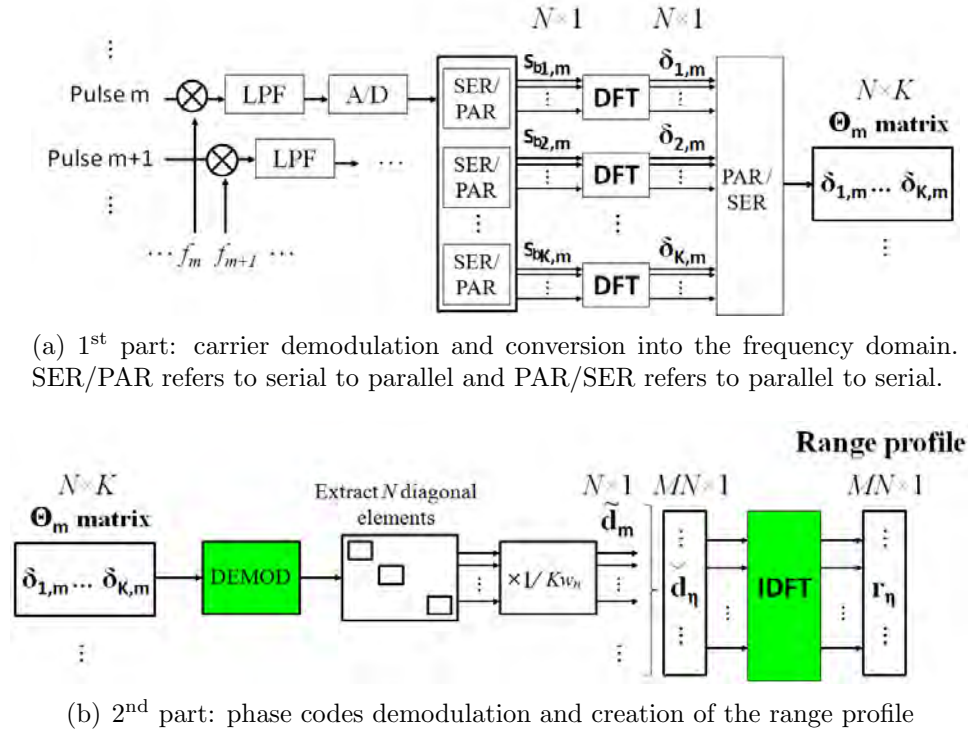 N×1 N×1
⋮
Pulse m LPF A/D SER/PAR s_b1,m ⋮ DFT δ_1,m ⋮
N×K
Θ_m matrix
Pulse m+1 LPF ⋯ SER/PAR s_b2,m ⋮ DFT δ_2,m ⋮ PAR/SER δ_1,m ... δ_K,m
⋮ ⋮ ⋮ ⋮
⋯ f_m f_m+1 ⋯ SER/PAR s_bK,m ⋮ DFT δ_K,m ⋮
(a) 1st part: carrier demodulation and conversion into the frequency domain.
SER/PAR refers to serial to parallel and PAR/SER refers to parallel to serial.
Range profile
N×K Extract N diagonal N×1 MN×1 MN×1
Θ_m matrix elements d̃_m ⋮ ⋮
δ_1,m ... δ_K,m DEMOD ⋮ ×1/Kw_n ⋮ d̆_η IDFT r_η
⋮ ⋮ ⋮ ⋮ ⋮ ⋮
(b) 2nd part: phase codes demodulation and creation of the range profile